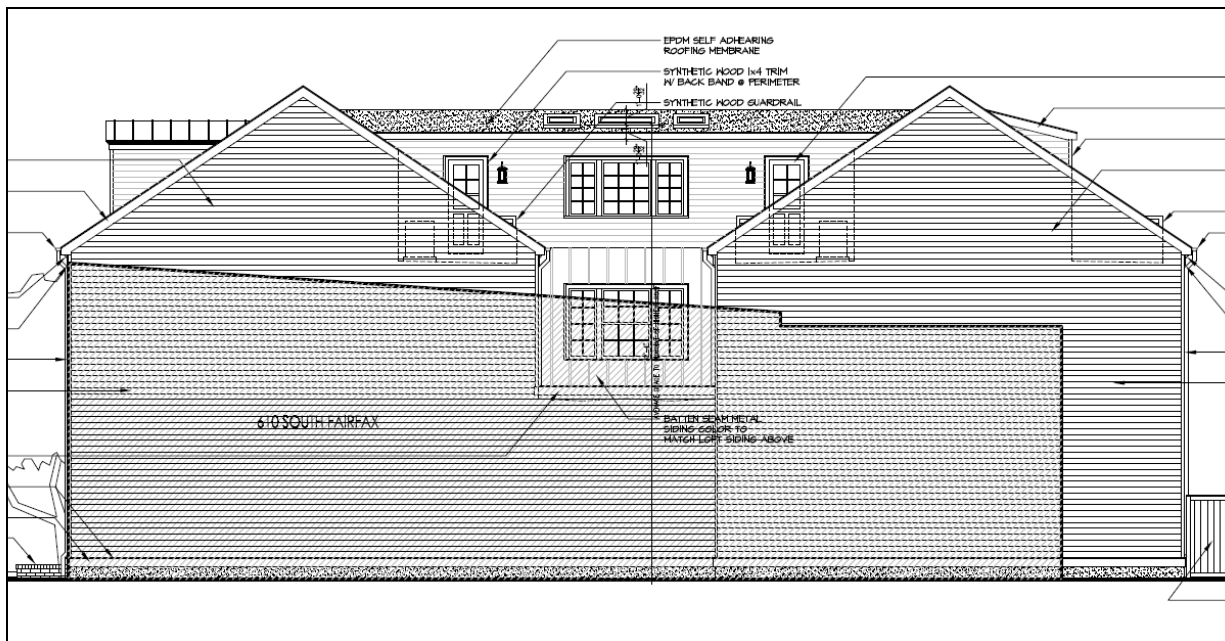 EPDM SELF ADHEARING
ROOFING MEMBRANE
SYNTHETIC WOOD 1x4 TRIM
W/ BACK BAND @ PERIMETER
SYNTHETIC WOOD GUARDRAIL
610 SOUTH FAIRFAX
BATTEN SEAM METAL
SIDING COLOR TO
MATCH LOFT SIDING ABOVE